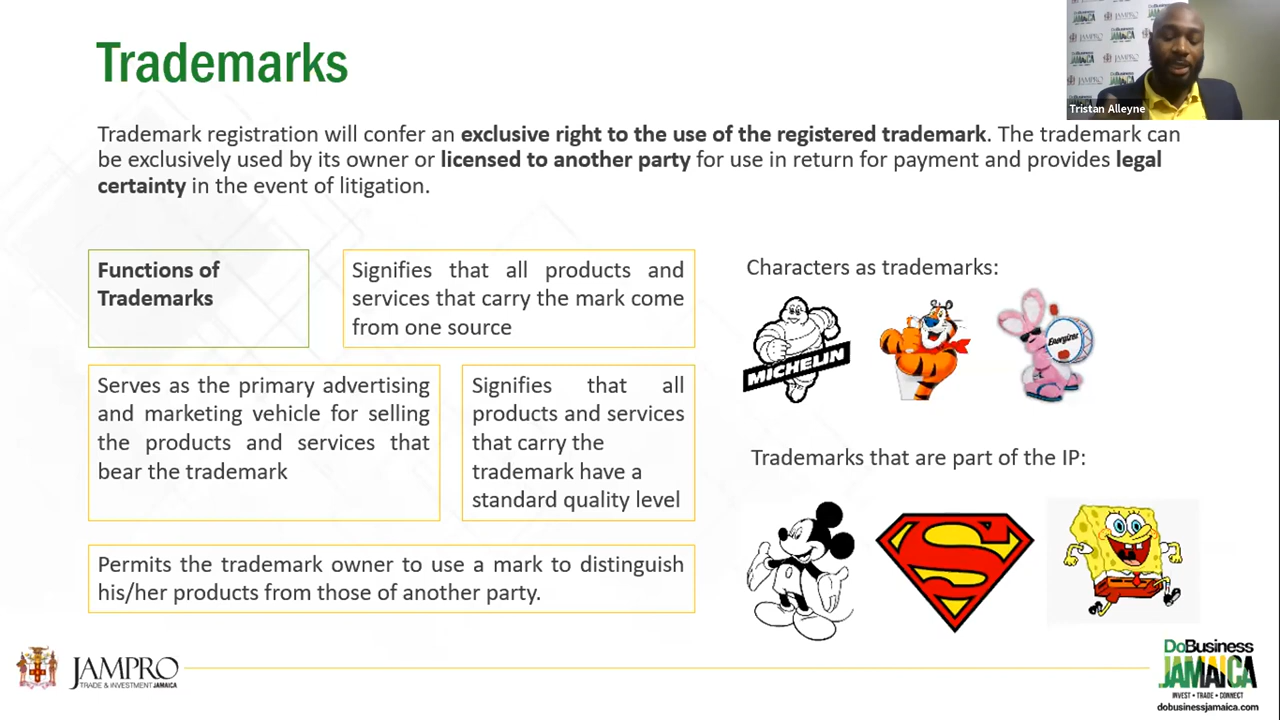 Trademarks
Tristan Alleyne
Trademark registration will confer an exclusive right to the use of the registered trademark. The trademark can
be exclusively used by its owner or licensed to another party for use in return for payment and provides legal
certainty in the event of litigation.
Functions of
Trademarks
Signifies that all products and
services that carry the mark come
from one source
Serves as the primary advertising
and marketing vehicle for selling
the products and services that
bear the trademark
Signifies that all
products and services
that carry the
trademark have a
standard quality level
Permits the trademark owner to use a mark to distinguish
his/her products from those of another party.
Characters as trademarks:
MICHELIN
Energizer
Trademarks that are part of the IP:
S
JAMPRO
TRADE & INVESTMENT JAMAICA
DoBusiness
JAMAICA
INVEST • TRADE • CONNECT
dobusinessjamaica.com